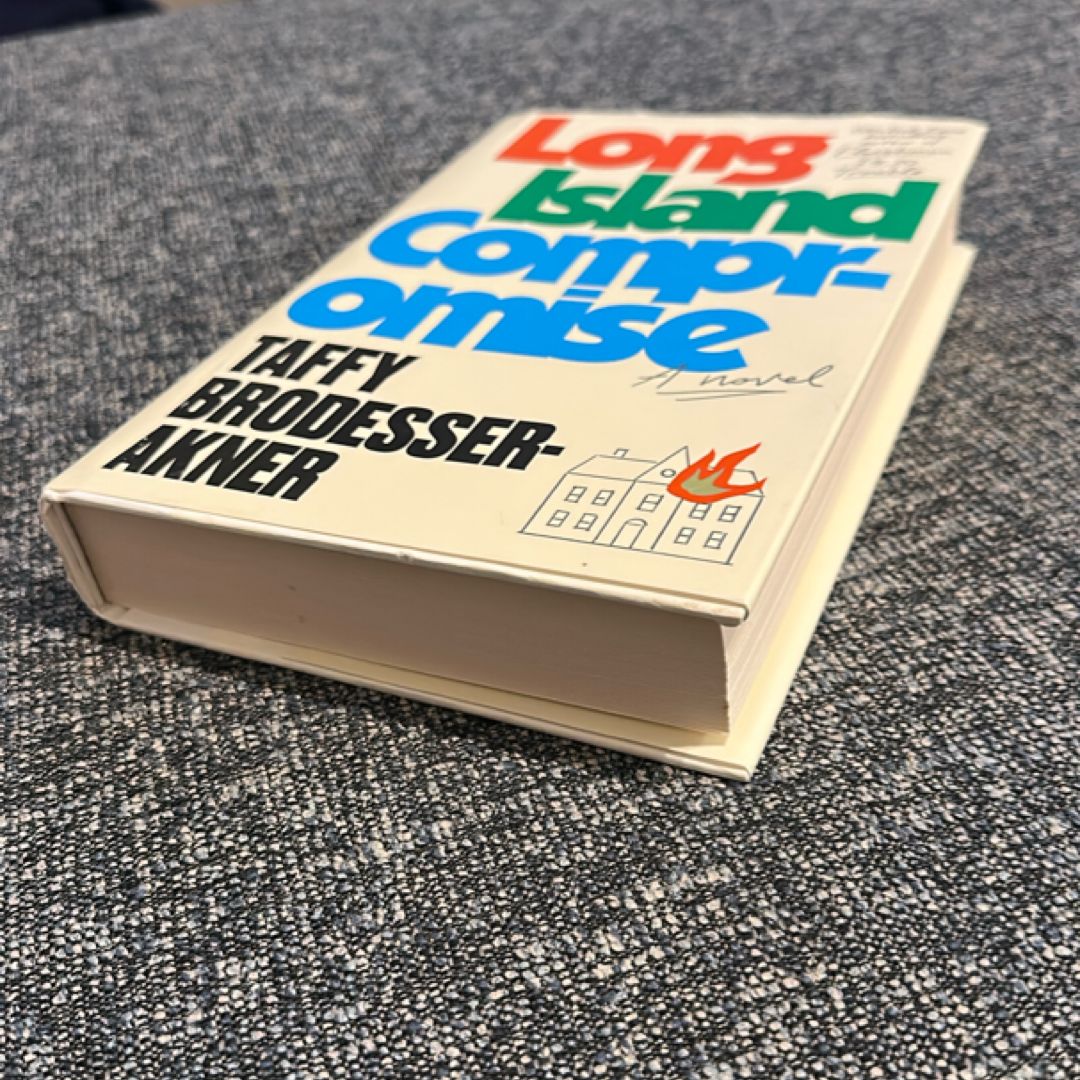 Long
Island
Compr-
omise
A novel
TAFFY
BRODESSER-
AKNER